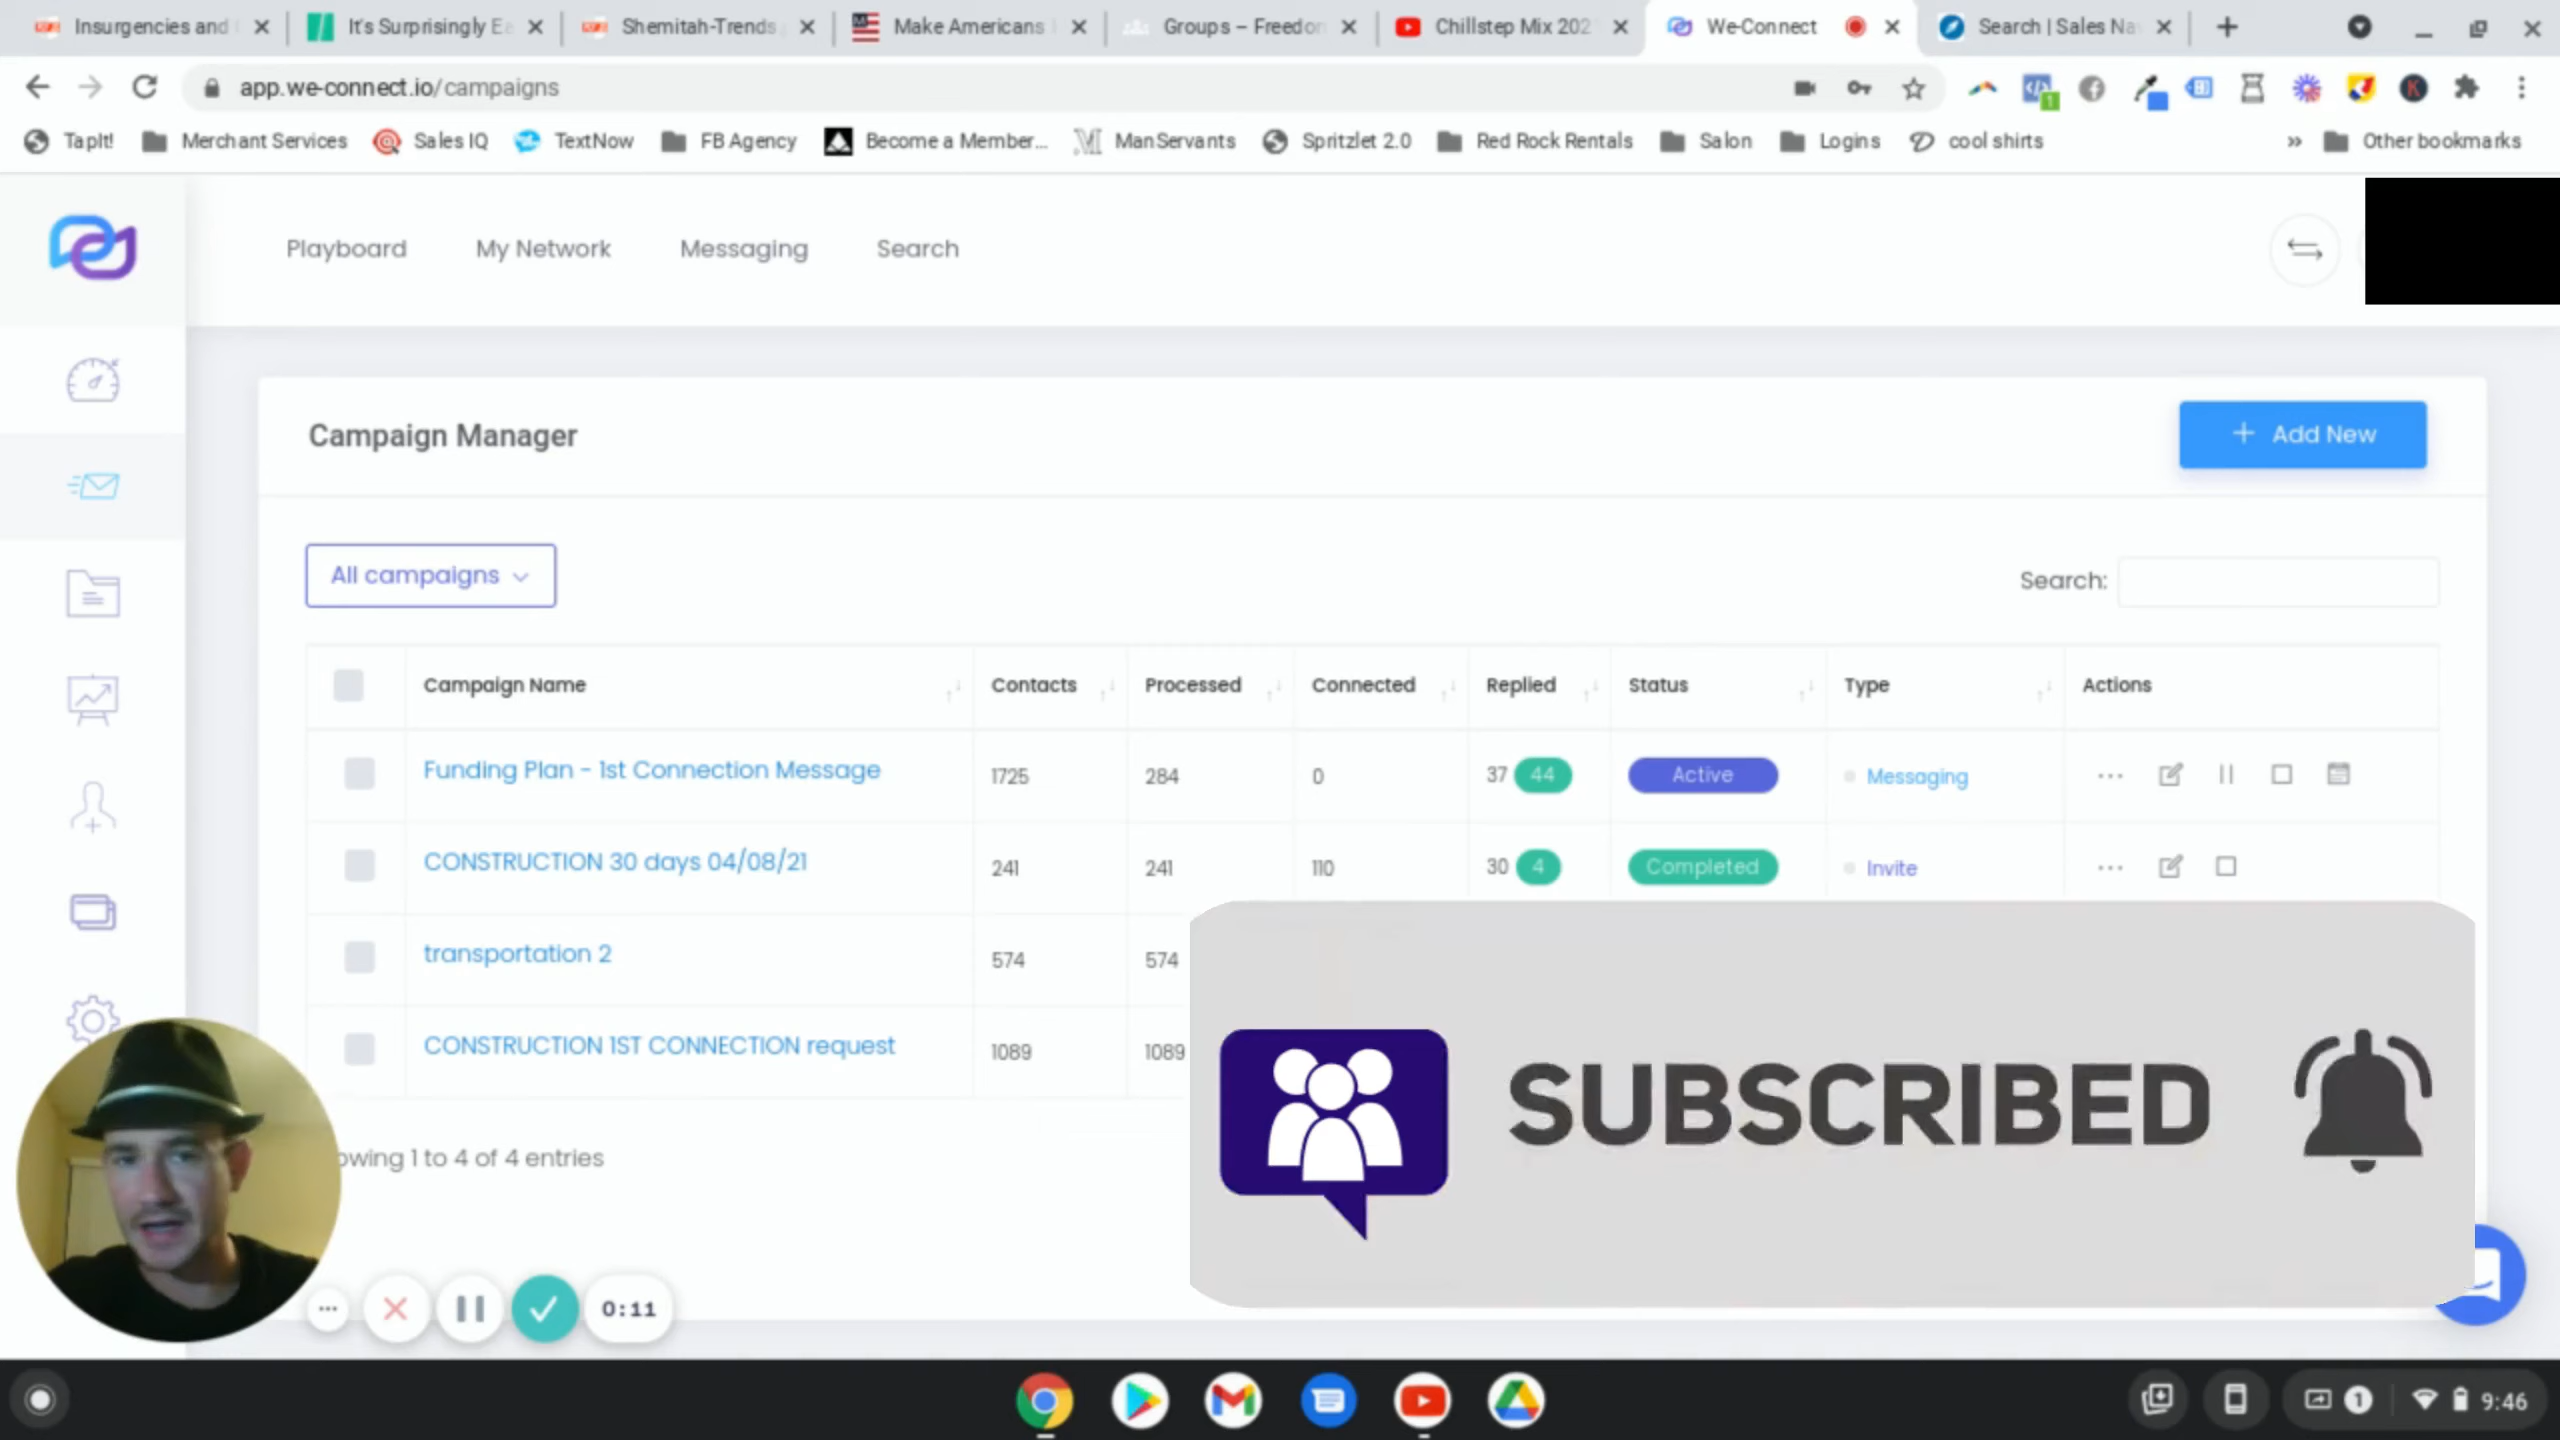 Insurgencies and
It's Surprisingly Ea
Shemitah-Trends
Make Americans
Groups – Freedom
Chillstep Mix 202
We-Connect
Search | Sales Na
app.we-connect.io/campaigns
TapIt!
Merchant Services
Sales IQ
TextNow
FB Agency
Become a Member...
ManServants
Spritzlet 2.0
Red Rock Rentals
Salon
Logins
cool shirts
»
Other bookmarks
Playboard
My Network
Messaging
Search
Campaign Manager
+ Add New
All campaigns
Search:
Campaign Name Contacts Processed Connected Replied Status Type Actions
Funding Plan - 1st Connection Message 1725 284 0 37 44 Active Messaging
CONSTRUCTION 30 days 04/08/21 241 241 110 30 4 Completed Invite
transportation 2 574 574
CONSTRUCTION 1ST CONNECTION request 1089 1089
SUBSCRIBED
owing 1 to 4 of 4 entries
0:11
1
9:46